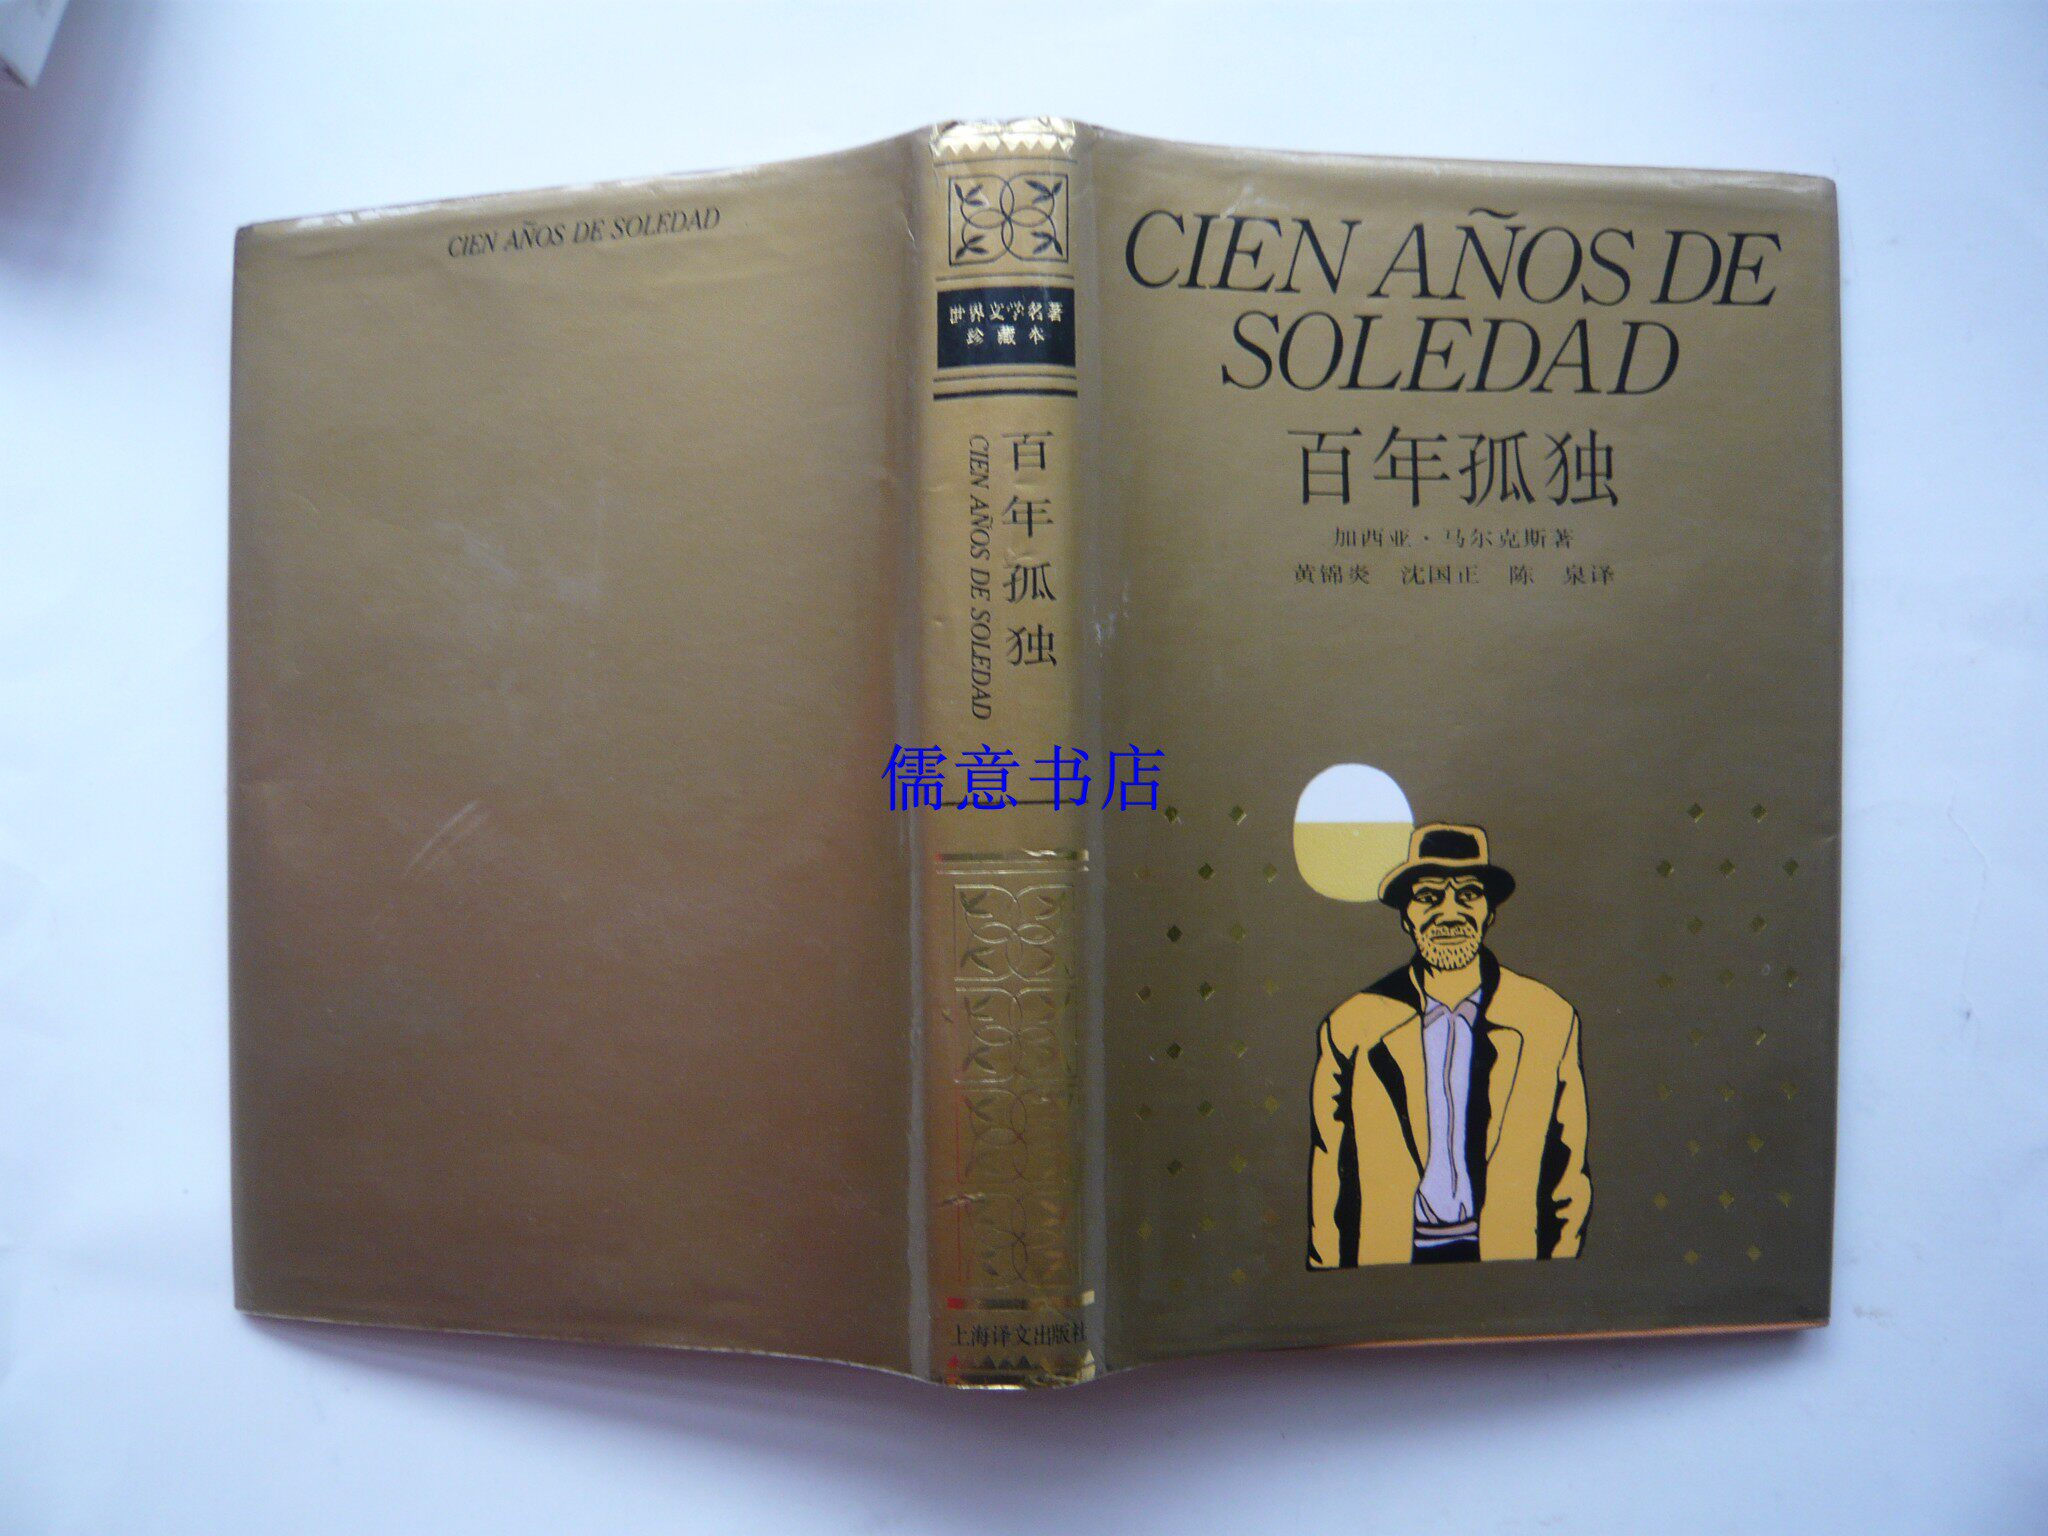 CIEN AÑOS DE SOLEDAD
世界文学名著
珍藏本
百年孤独
CIEN AÑOS DE SOLEDAD
上海译文出版社
CIEN AÑOS DE
SOLEDAD
百年孤独
加西亚·马尔克斯著
黄锦炎 沈国正 陈 泉译
儒意书店